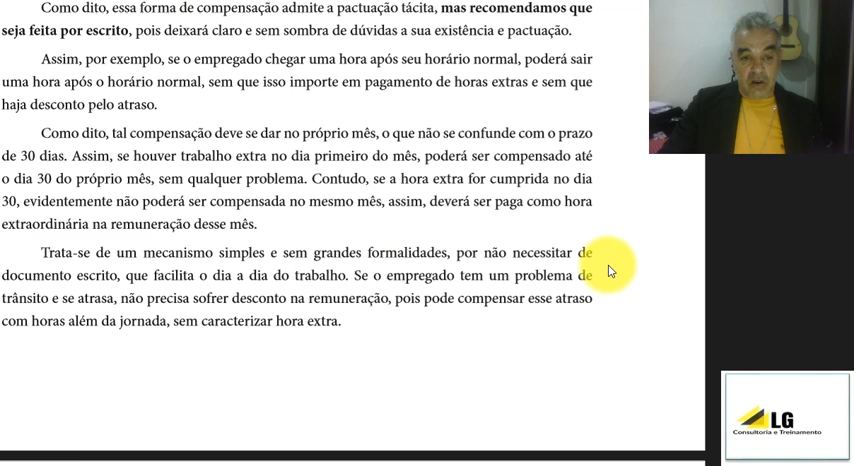 Como dito, essa forma de compensação admite a pactuação tácita, mas recomendamos que
seja feita por escrito, pois deixará claro e sem sombra de dúvidas a sua existência e pactuação.
Assim, por exemplo, se o empregado chegar uma hora após seu horário normal, poderá sair
uma hora após o horário normal, sem que isso importe em pagamento de horas extras e sem que
haja desconto pelo atraso.
Como dito, tal compensação deve se dar no próprio mês, o que não se confunde com o prazo
de 30 dias. Assim, se houver trabalho extra no dia primeiro do mês, poderá ser compensado até
o dia 30 do próprio mês, sem qualquer problema. Contudo, se a hora extra for cumprida no dia
30, evidentemente não poderá ser compensada no mesmo mês, assim, deverá ser paga como hora
extraordinária na remuneração desse mês.
Trata-se de um mecanismo simples e sem grandes formalidades, por não necessitar de
documento escrito, que facilita o dia a dia do trabalho. Se o empregado tem um problema de
trânsito e se atrasa, não precisa sofrer desconto na remuneração, pois pode compensar esse atraso
com horas além da jornada, sem caracterizar hora extra.
LG
Consultoria e Treinamento